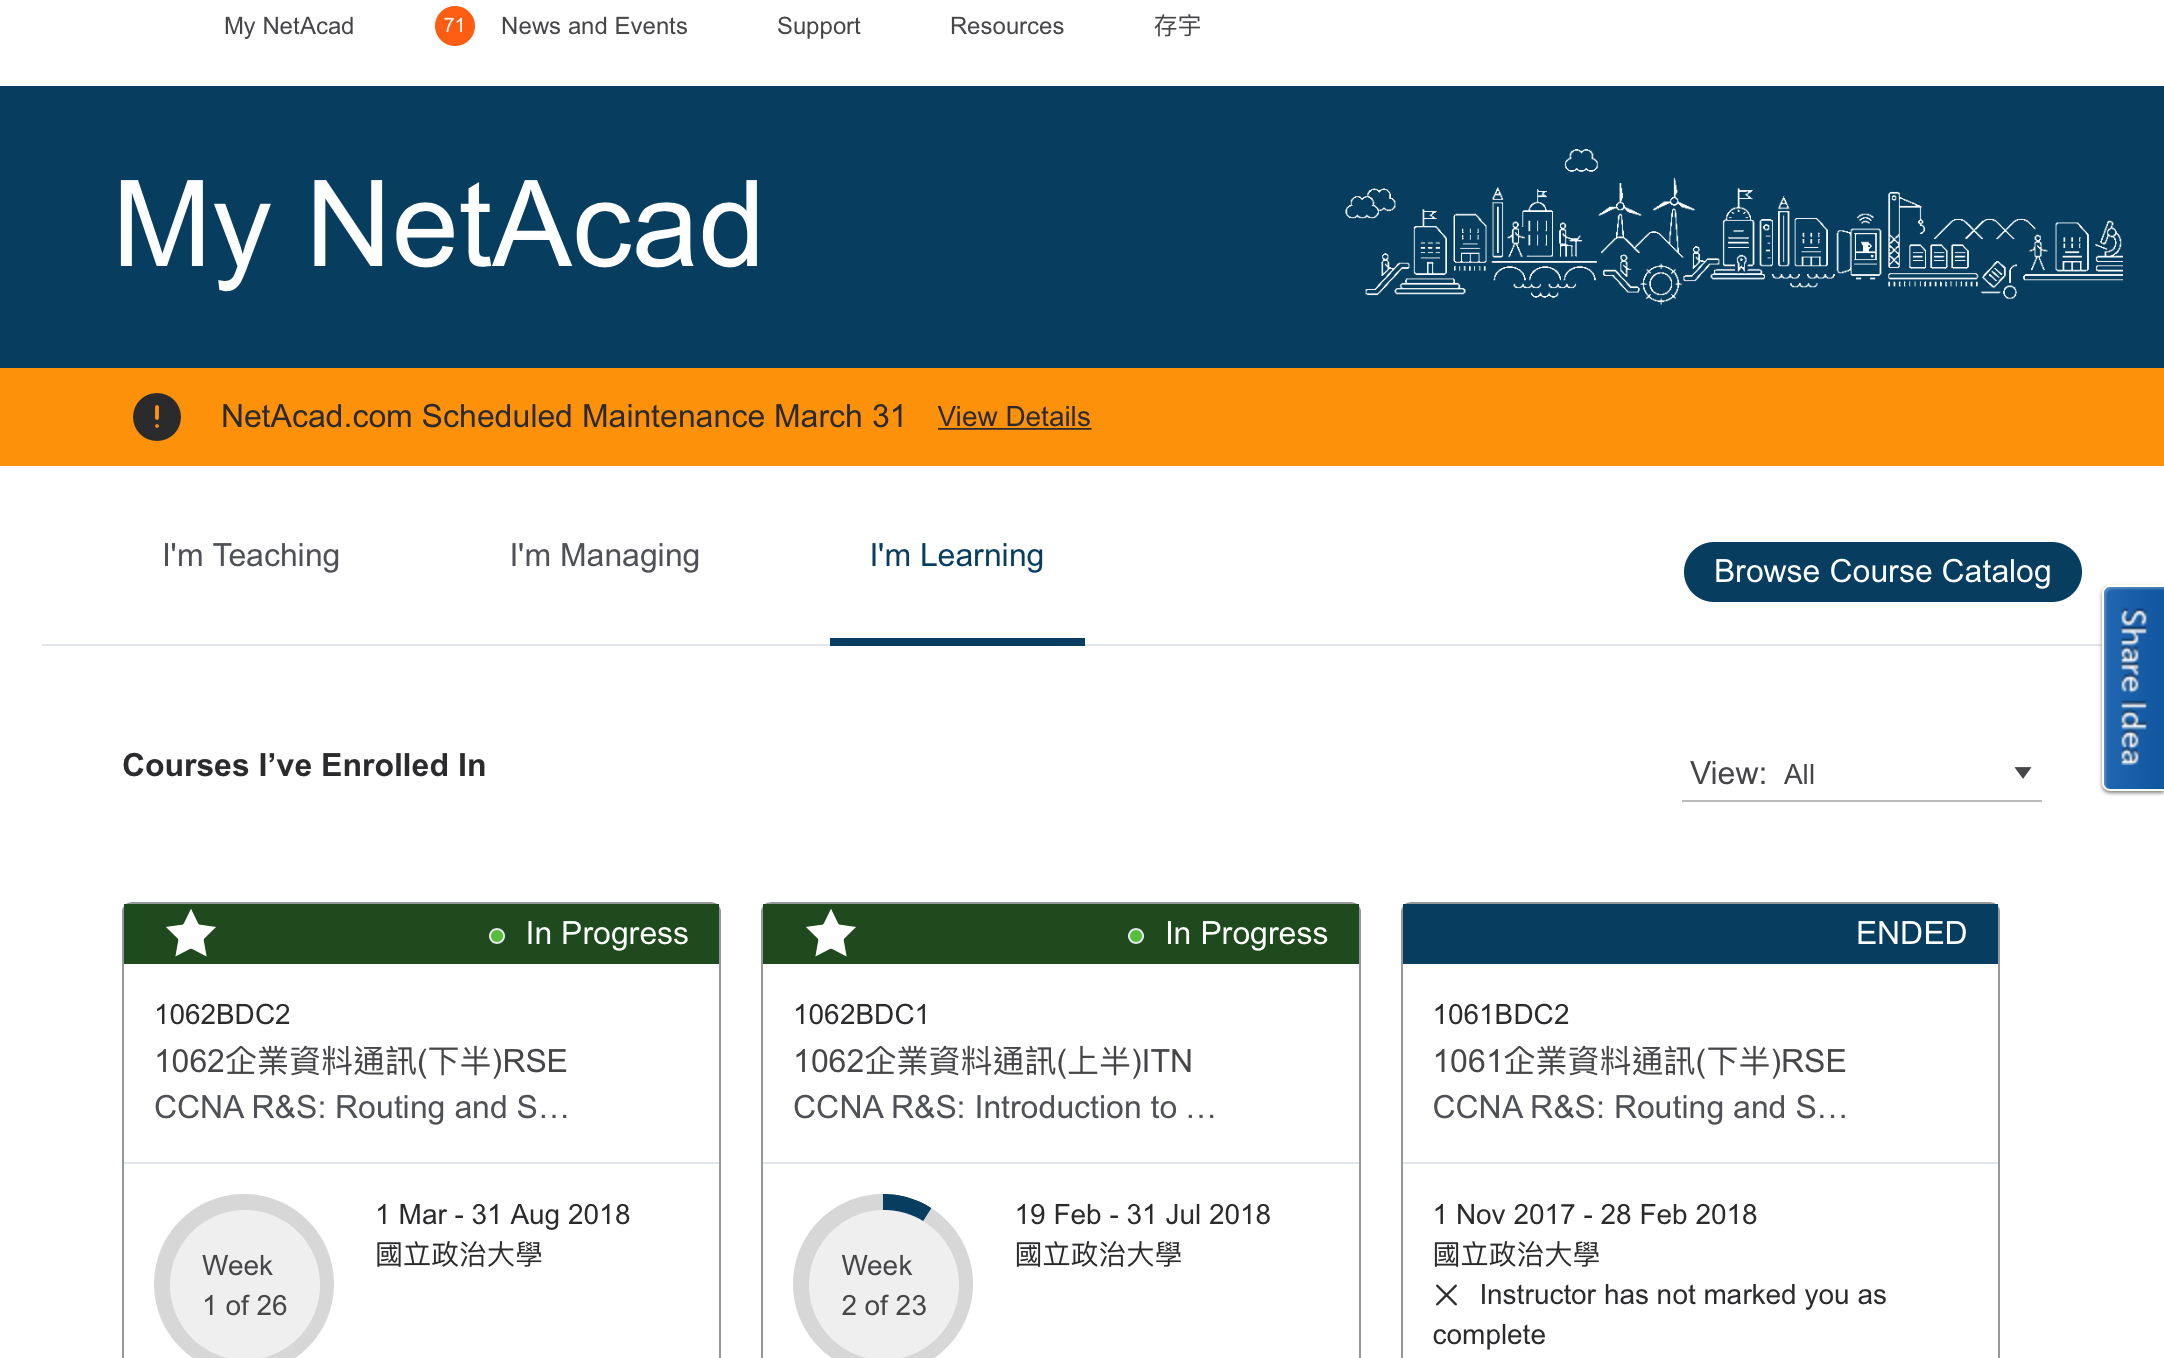 My NetAcad
71 News and Events
Support
Resources
存宇
My NetAcad
! NetAcad.com Scheduled Maintenance March 31 View Details
I'm Teaching
I'm Managing
I'm Learning
Browse Course Catalog
Share Idea
Courses I’ve Enrolled In
View: All
In Progress
1062BDC2
1062企業資料通訊(下半)RSE
CCNA R&S: Routing and S…
Week
1 of 26
1 Mar - 31 Aug 2018
國立政治大學
In Progress
1062BDC1
1062企業資料通訊(上半)ITN
CCNA R&S: Introduction to …
Week
2 of 23
19 Feb - 31 Jul 2018
國立政治大學
ENDED
1061BDC2
1061企業資料通訊(下半)RSE
CCNA R&S: Routing and S…
1 Nov 2017 - 28 Feb 2018
國立政治大學
Instructor has not marked you as
complete